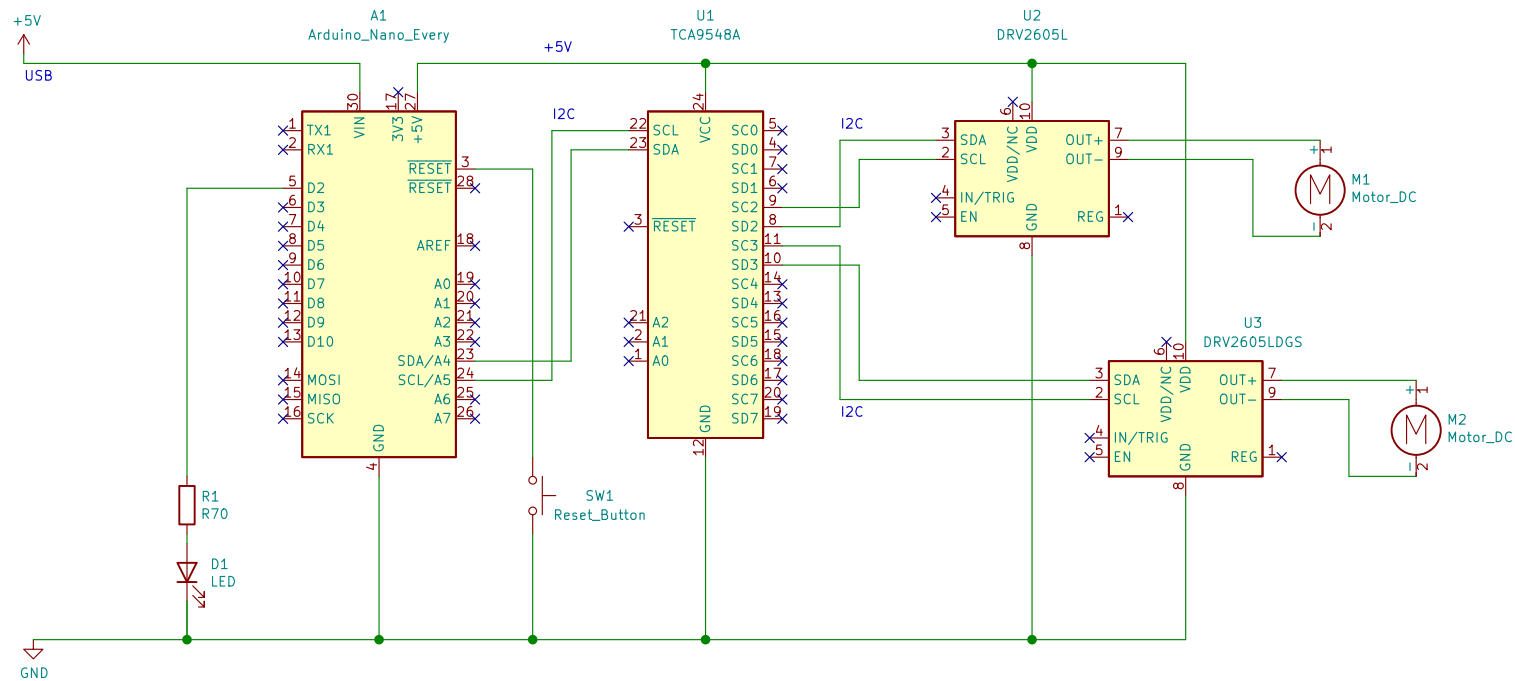 +5V
USB
A1
Arduino_Nano_Every
30
17
27
VIN
3V3
+5V
1 TX1
2 RX1
5 D2
6 D3
7 D4
8 D5
9 D6
10 D7
11 D8
12 D9
13 D10
14 MOSI
15 MISO
16 SCK
RESET 3
RESET 28
AREF 18
A0 19
A1 20
A2 21
A3 22
SDA/A4 23
SCL/A5 24
A6 25
A7 26
GND
4
R1
R70
D1
LED
GND
+5V
I2C
SW1
Reset_Button
U1
TCA9548A
24
VCC
22 SCL
23 SDA
3 RESET
21 A2
2 A1
1 A0
SC0 5
SD0 4
SC1 7
SD1 6
SC2 9
SD2 8
SC3 11
SD3 10
SC4 14
SD4 13
SC5 16
SD5 15
SC6 18
SD6 17
SC7 20
SD7 19
GND
12
I2C
I2C
U2
DRV2605L
6
10
VDD/NC
VDD
3 SDA
2 SCL
4 IN/TRIG
5 EN
OUT+ 7
OUT- 9
REG 1
GND
8
+
1
M
M1
Motor_DC
-
2
U3
DRV2605LDGS
6
10
VDD/NC
VDD
3 SDA
2 SCL
4 IN/TRIG
5 EN
OUT+ 7
OUT- 9
REG 1
GND
8
+
1
M
M2
Motor_DC
-
2